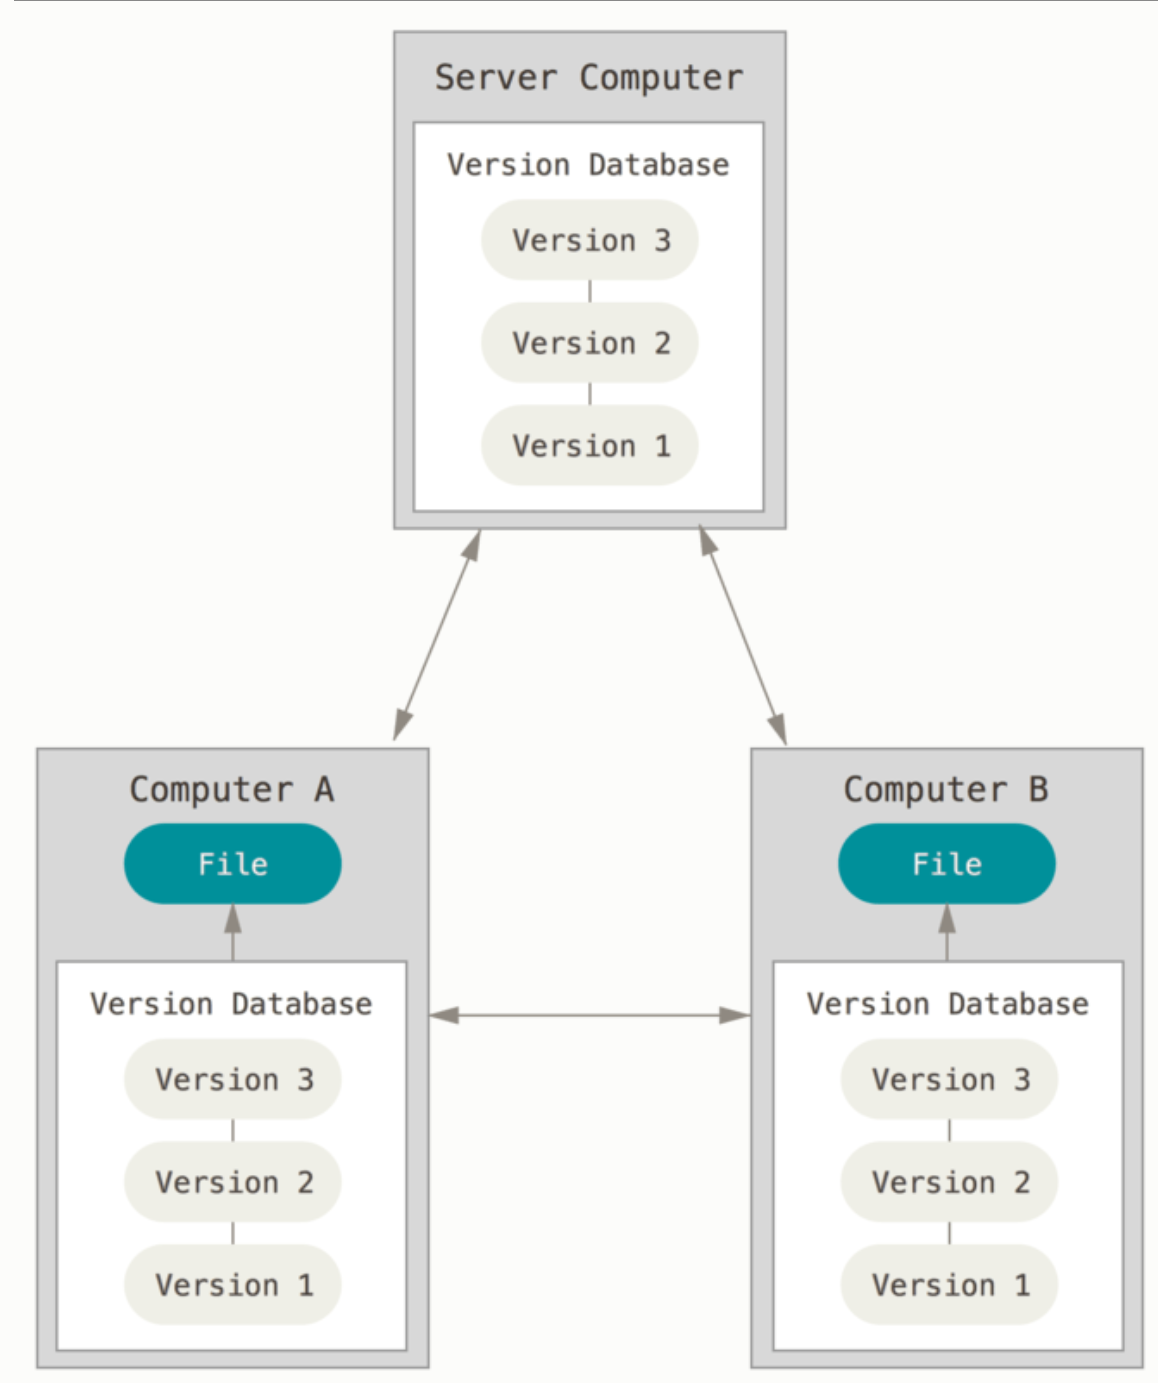 Server Computer
Version Database
Version 3
Version 2
Version 1
Computer A
File
Version Database
Version 3
Version 2
Version 1
Computer B
File
Version Database
Version 3
Version 2
Version 1